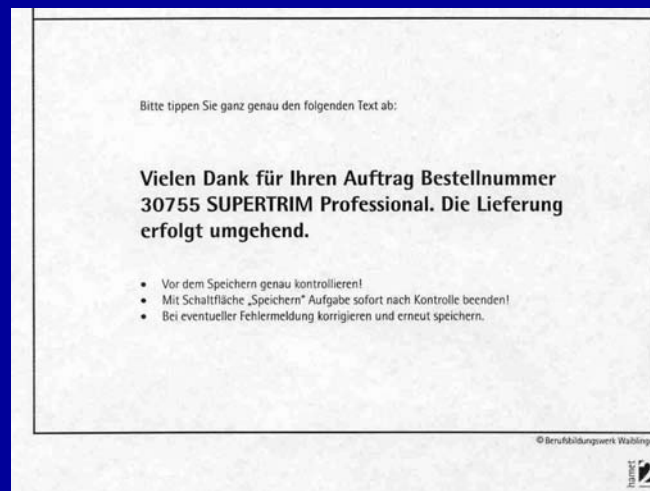 Bitte tippen Sie ganz genau den folgenden Text ab:
Vielen Dank für Ihren Auftrag Bestellnummer
30755 SUPERTRIM Professional. Die Lieferung
erfolgt umgehend.
• Vor dem Speichern genau kontrollieren!
• Mit Schaltfläche „Speichern" Aufgabe sofort nach Kontrolle beenden!
• Bei eventueller Fehlermeldung korrigieren und erneut speichern.
© Berufsbildungswerk
hamet
2